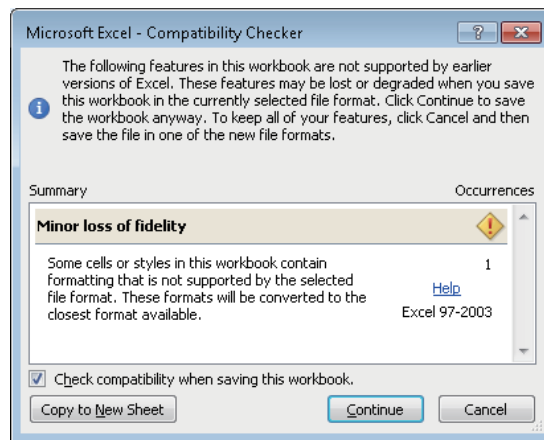 Microsoft Excel - Compatibility Checker
?
The following features in this workbook are not supported by earlier
versions of Excel. These features may be lost or degraded when you save
this workbook in the currently selected file format. Click Continue to save
the workbook anyway. To keep all of your features, click Cancel and then
save the file in one of the new file formats.
Summary Occurrences
Minor loss of fidelity
Some cells or styles in this workbook contain 1
formatting that is not supported by the selected Help
file format. These formats will be converted to the Excel 97-2003
closest format available.
Check compatibility when saving this workbook.
Copy to New Sheet Continue Cancel